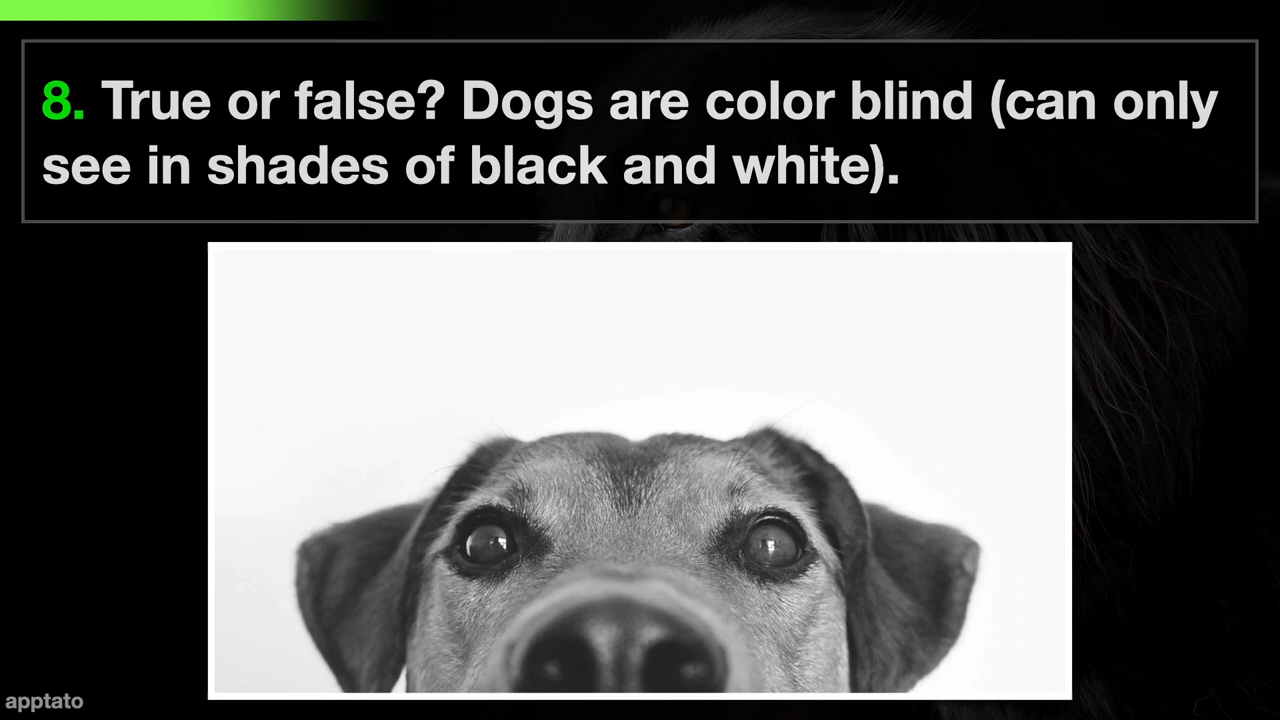 8. True or false? Dogs are color blind (can only
see in shades of black and white).
apptato